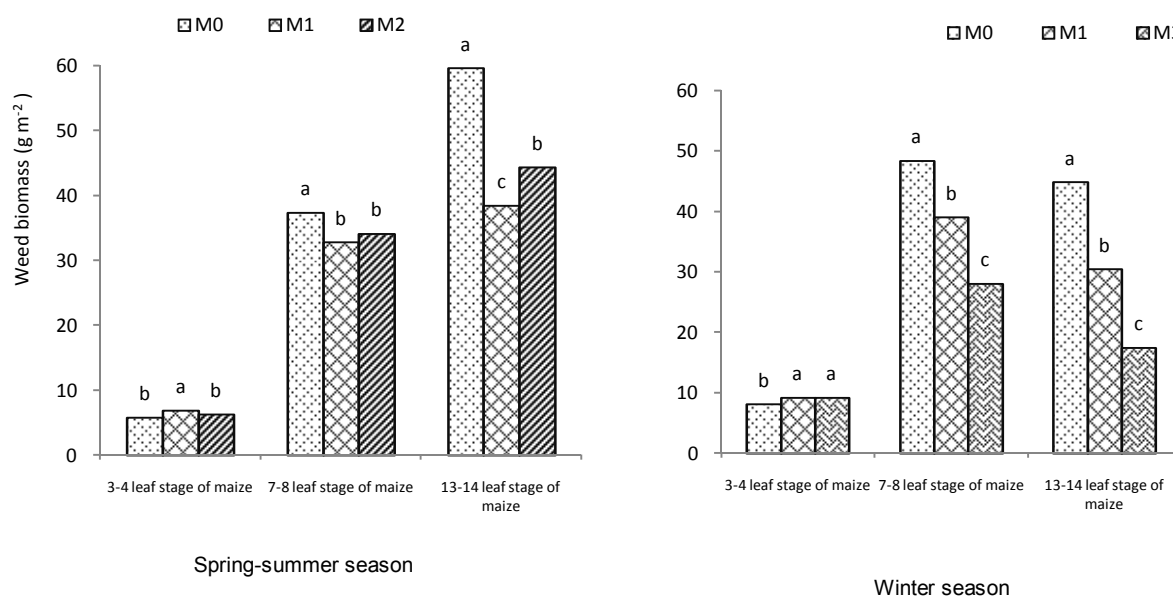 M0 M1 M2
Weed biomass (g m⁻²)
60
50
40
30
20
10
0
b a b
a b b
a c b
3-4 leaf stage of maize 7-8 leaf stage of maize 13-14 leaf stage of
maize
Spring-summer season
M0 M1
60
50
40
30
20
10
0
b a a
a b c
a b c
3-4 leaf stage of maize 7-8 leaf stage of maize 13-14 leaf stage of
maize
Winter season